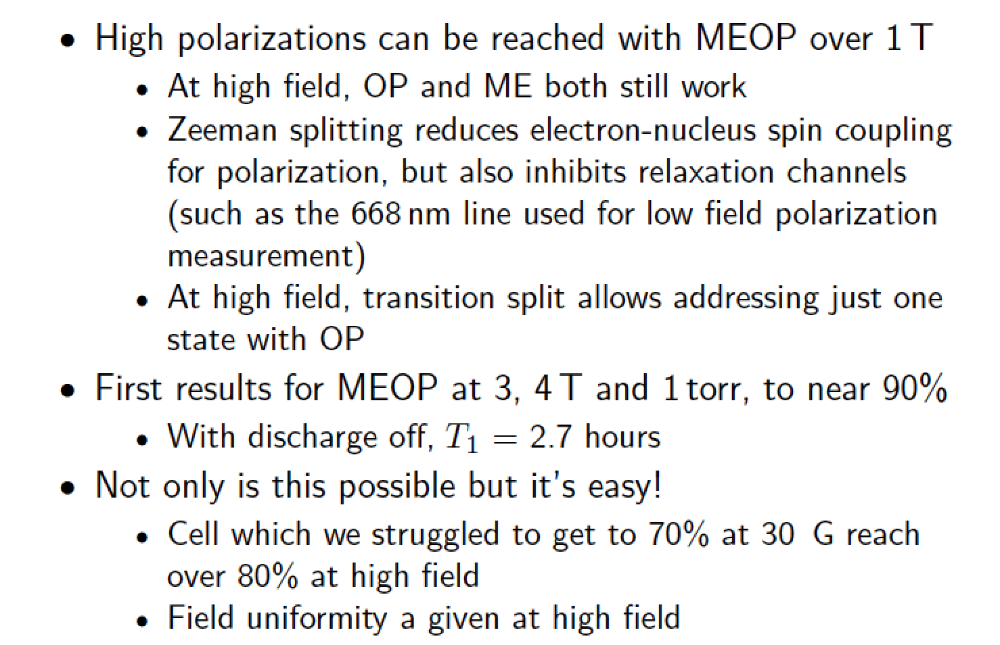 • High polarizations can be reached with MEOP over 1 T
• At high field, OP and ME both still work
• Zeeman splitting reduces electron-nucleus spin coupling
for polarization, but also inhibits relaxation channels
(such as the 668 nm line used for low field polarization
measurement)
• At high field, transition split allows addressing just one
state with OP
• First results for MEOP at 3, 4 T and 1 torr, to near 90%
• With discharge off, T₁ = 2.7 hours
• Not only is this possible but it's easy!
• Cell which we struggled to get to 70% at 30 G reach
over 80% at high field
• Field uniformity a given at high field